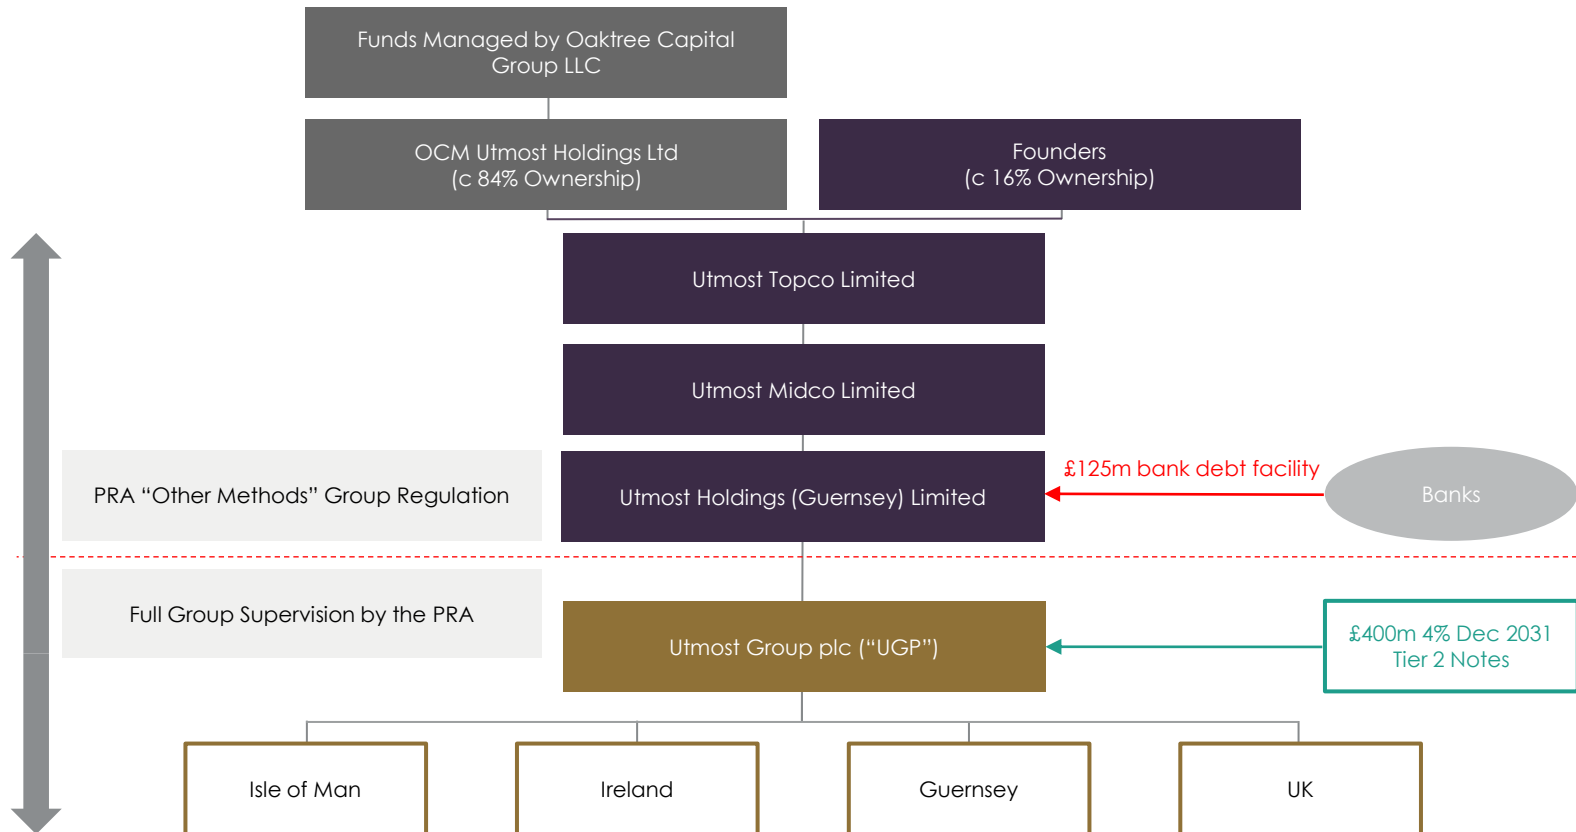 Funds Managed by Oaktree Capital
Group LLC
OCM Utmost Holdings Ltd
(c 84% Ownership)
Founders
(c 16% Ownership)
Utmost Topco Limited
Utmost Midco Limited
PRA “Other Methods” Group Regulation
Utmost Holdings (Guernsey) Limited
£125m bank debt facility
Banks
Full Group Supervision by the PRA
Utmost Group plc (“UGP”)
£400m 4% Dec 2031
Tier 2 Notes
Isle of Man
Ireland
Guernsey
UK